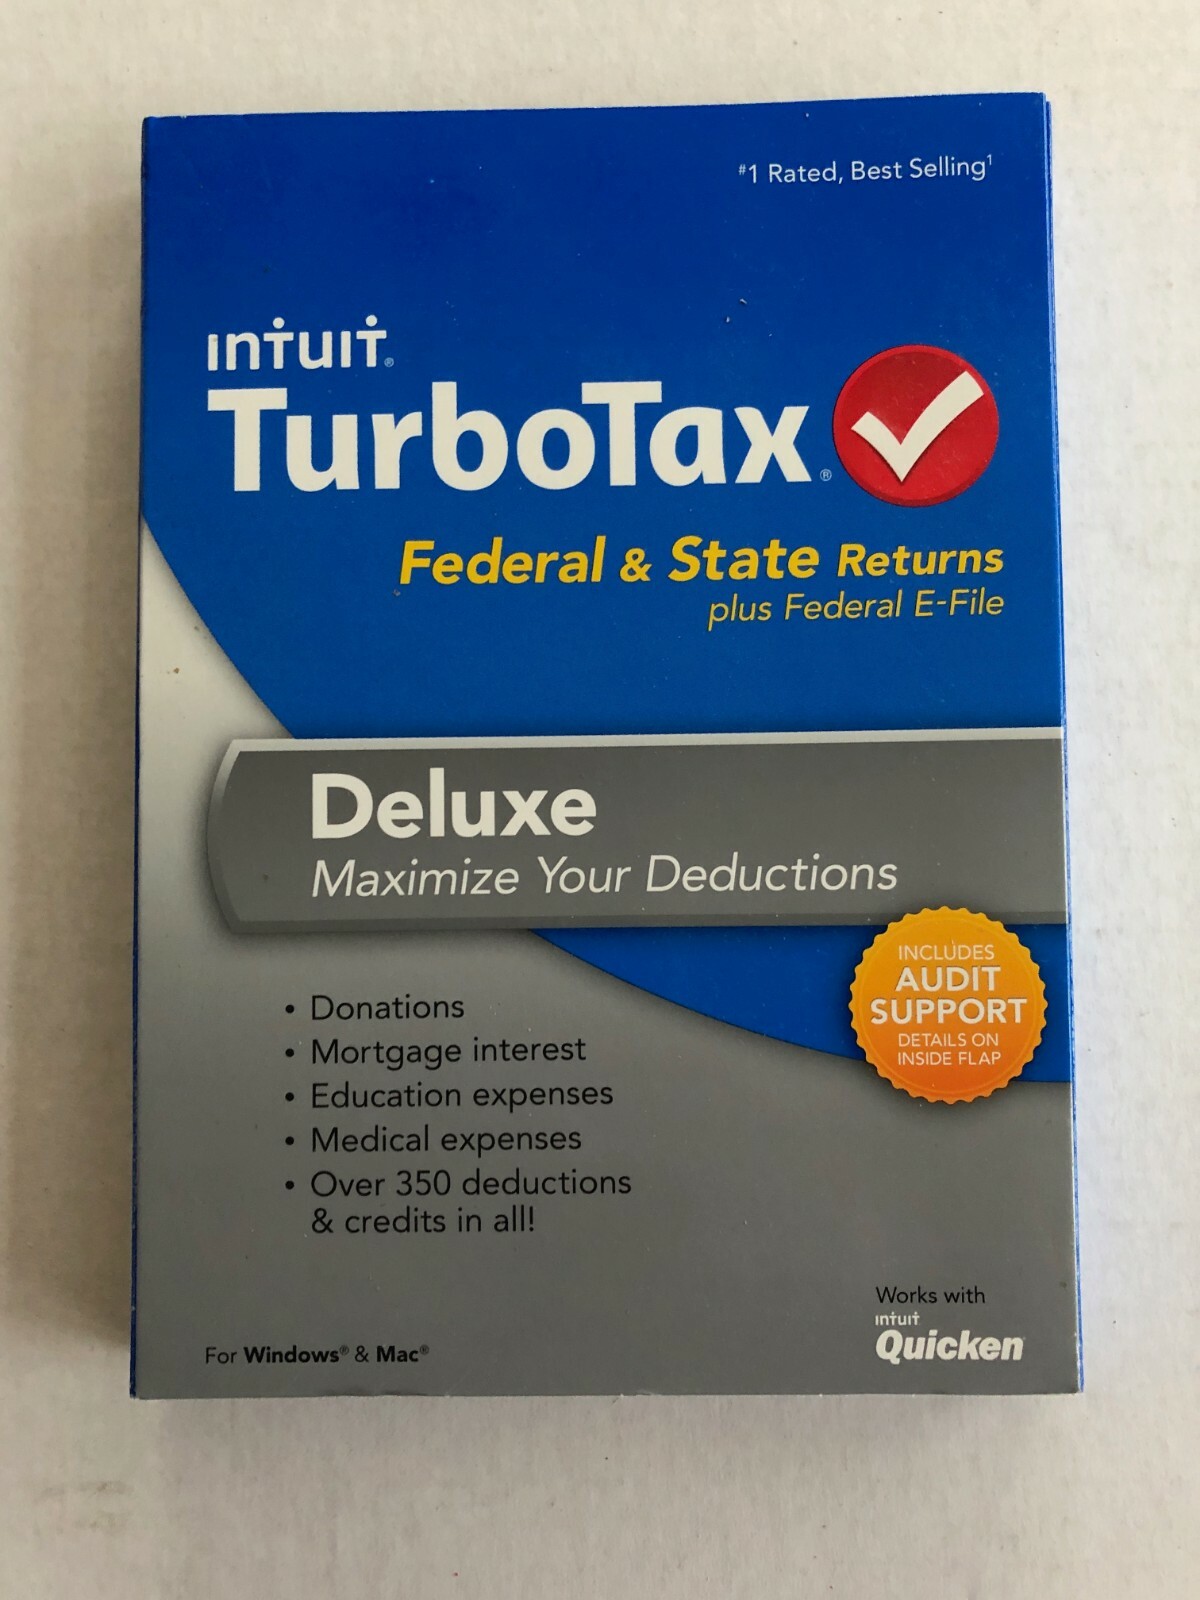 #1 Rated, Best Selling¹
intuit®
TurboTax®
Federal & State Returns
plus Federal E-File
Deluxe
Maximize Your Deductions
INCLUDES
AUDIT
SUPPORT
DETAILS ON
INSIDE FLAP
• Donations
• Mortgage interest
• Education expenses
• Medical expenses
• Over 350 deductions
& credits in all!
Works with
intuit
Quicken
For Windows® & Mac®